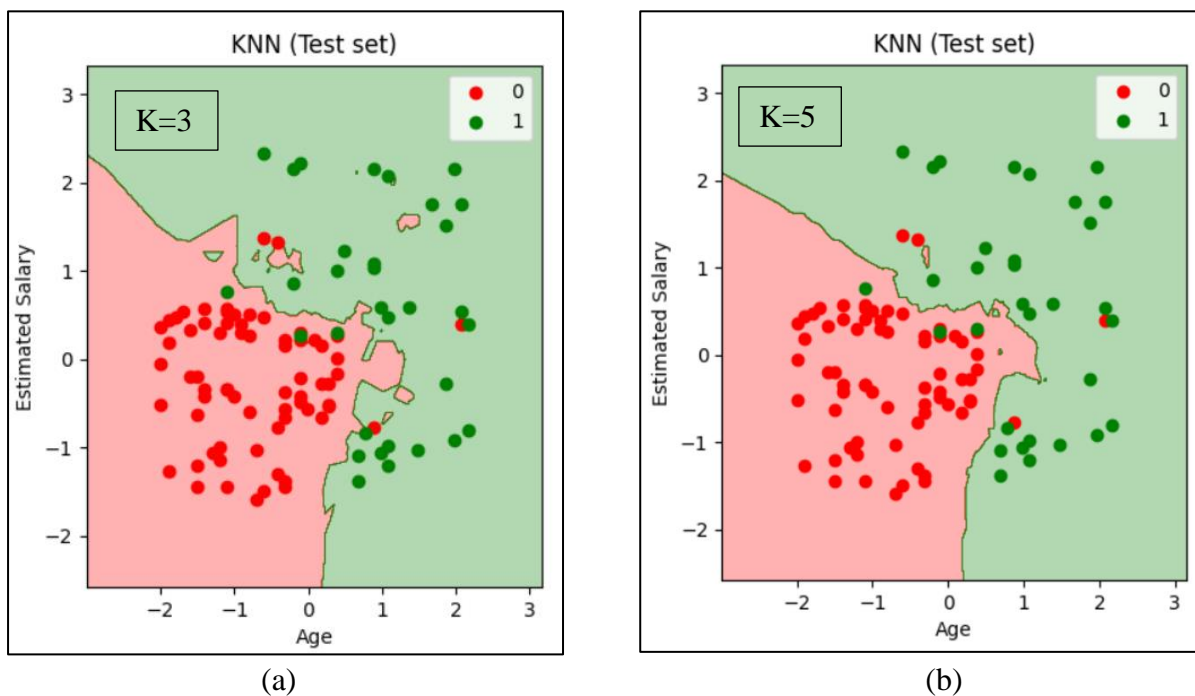 KNN (Test set)
K=3
0
1
3
2
1
0
−1
−2
Estimated Salary
−2 −1 0 1 2 3
Age
(a)
KNN (Test set)
K=5
0
1
3
2
1
0
−1
−2
Estimated Salary
−2 −1 0 1 2 3
Age
(b)